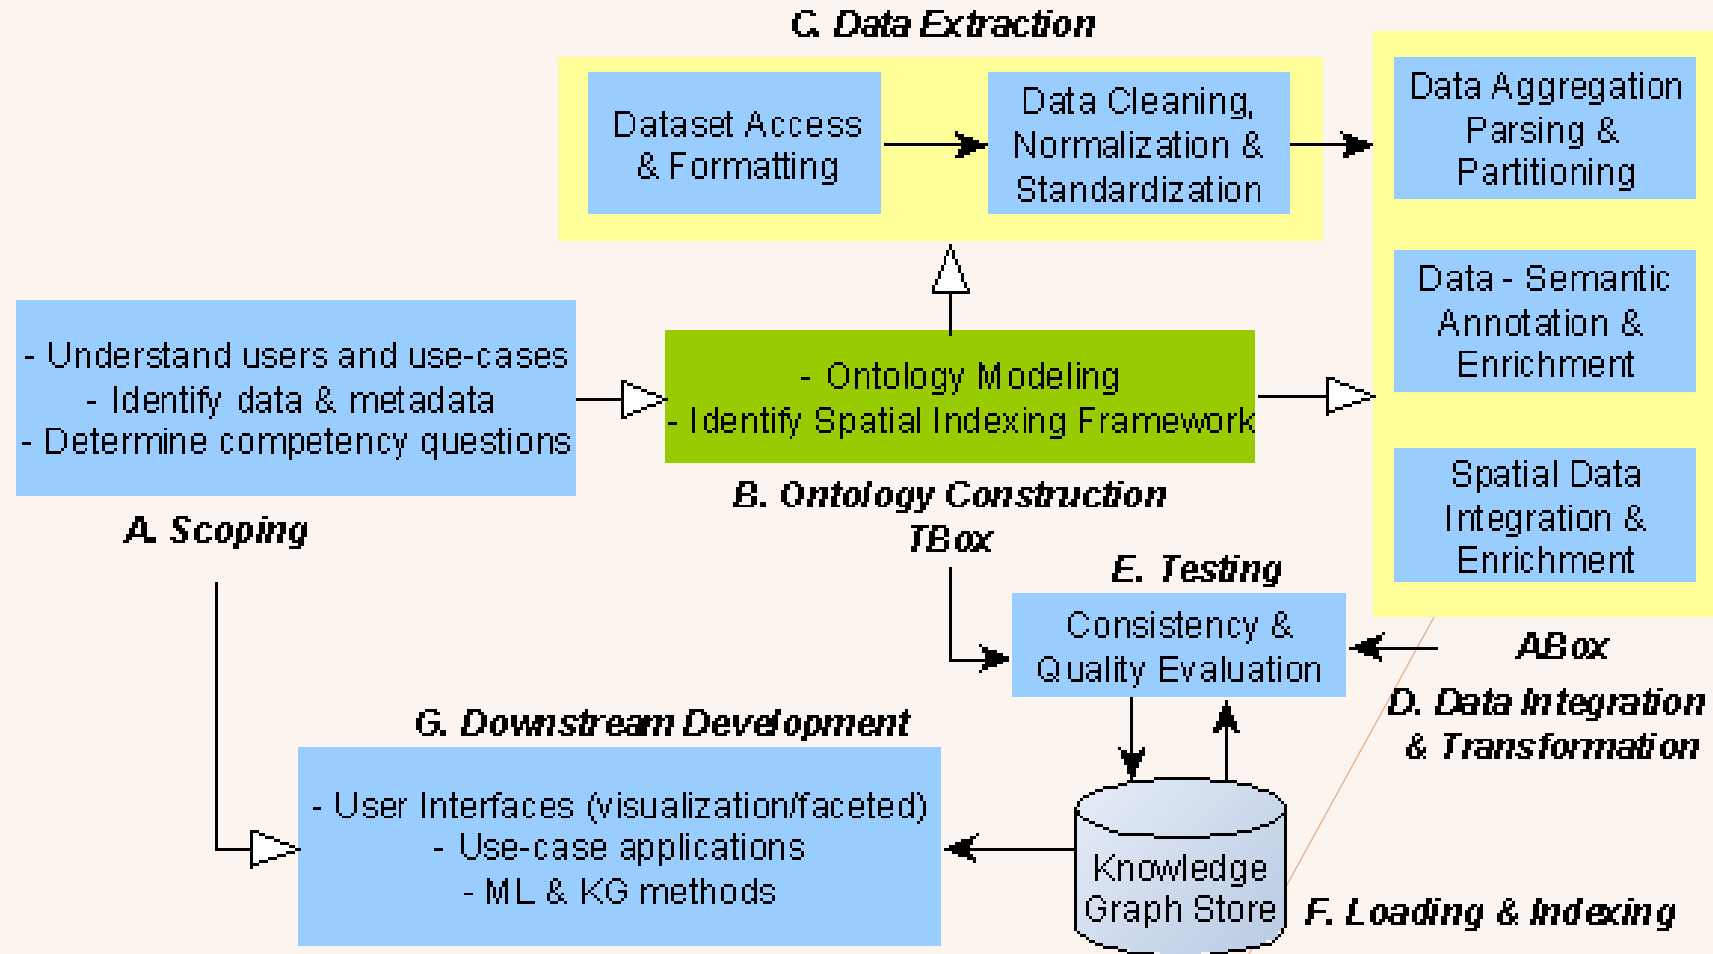 C. Data Extraction
Dataset Access
& Formatting
Data Cleaning,
Normalization &
Standardization
Data Aggregation
Parsing &
Partitioning
Data - Semantic
Annotation &
Enrichment
Spatial Data
Integration &
Enrichment
- Understand users and use-cases
- Identify data & metadata
- Determine competency questions
A. Scoping
- Ontology Modeling
- Identify Spatial Indexing Framework
B. Ontology Construction
TBox
E. Testing
Consistency &
Quality Evaluation
ABox
D. Data Integration
& Transformation
G. Downstream Development
- User Interfaces (visualization/faceted)
- Use-case applications
- ML & KG methods
Knowledge
Graph Store
F. Loading & Indexing